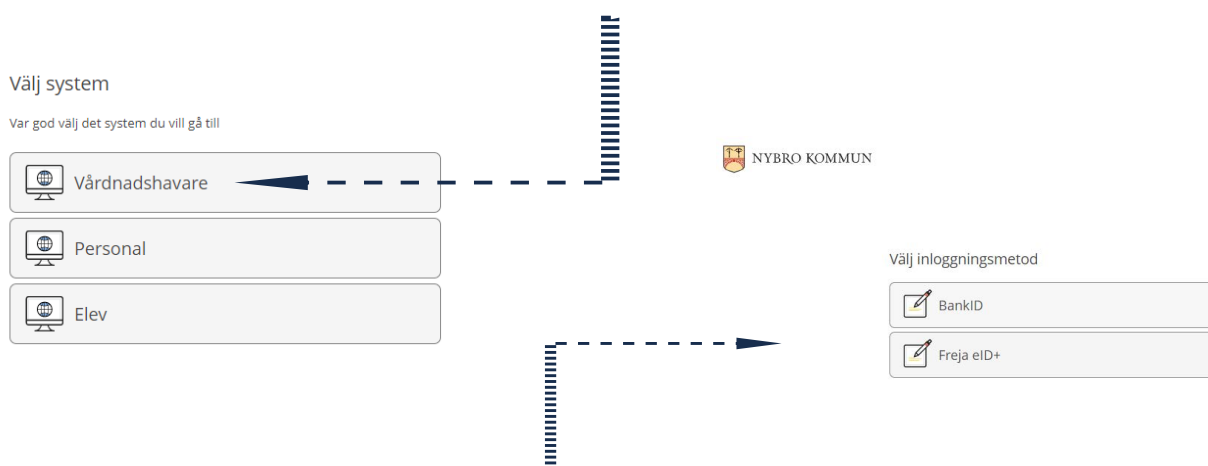 Välj system
Var god välj det system du vill gå till
Vårdnadshavare
Personal
Elev
NYBRO KOMMUN
Välj inloggningsmetod
BankID
Freja eID+